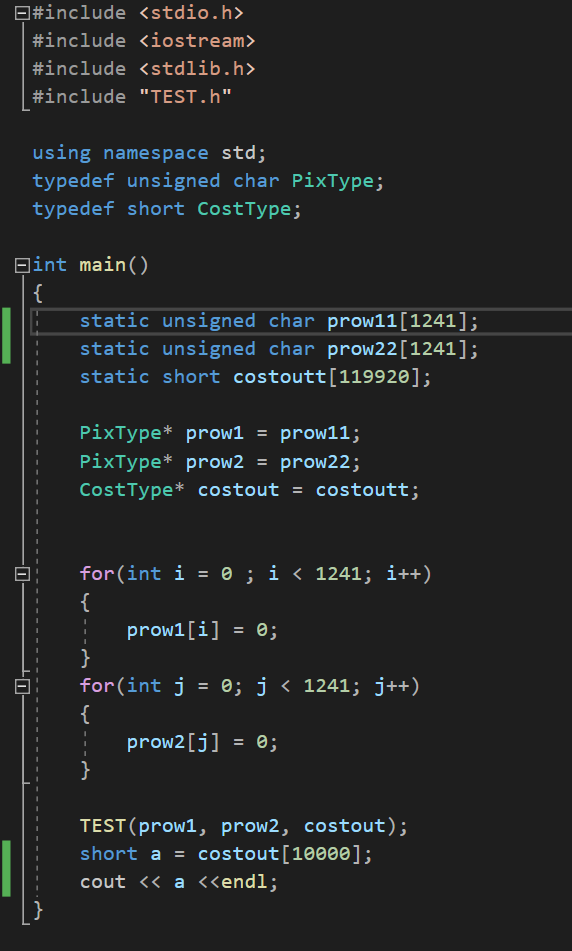 #include <stdio.h>
#include <iostream>
#include <stdlib.h>
#include "TEST.h"
using namespace std;
typedef unsigned char PixType;
typedef short CostType;
int main()
{
static unsigned char prow11[1241];
static unsigned char prow22[1241];
static short costoutt[119920];
PixType* prow1 = prow11;
PixType* prow2 = prow22;
CostType* costout = costoutt;
for(int i = 0 ; i < 1241; i++)
{
prow1[i] = 0;
}
for(int j = 0; j < 1241; j++)
{
prow2[j] = 0;
}
TEST(prow1, prow2, costout);
short a = costout[10000];
cout << a <<endl;
}